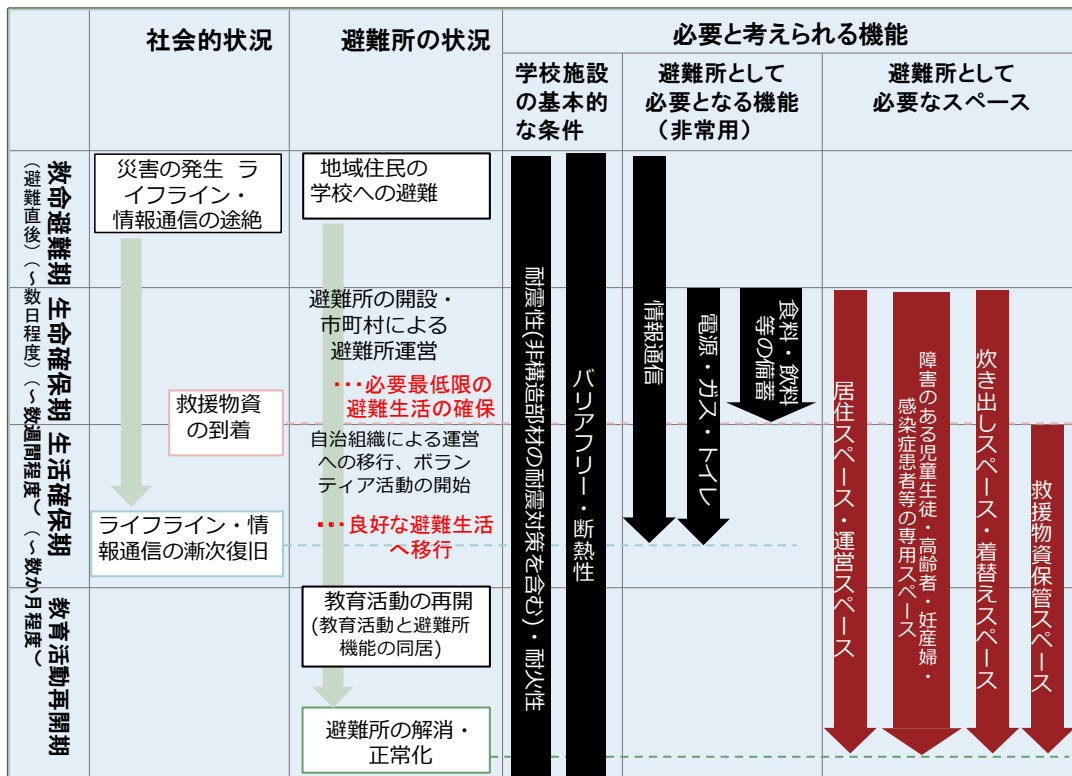 社会的状況
避難所の状況
必要と考えられる機能
学校施設
の基本的
な条件
避難所として
必要となる機能
（非常用）
避難所として
必要なスペース
救命避難期
（避難直後）
生命確保期
（～数日程度）
生活確保期
（～数週間程度）
教育活動再開期
（～数か月程度）
災害の発生 ラ
イフライン・
情報通信の途絶
救援物資
の到着
ライフライン・情
報通信の漸次復旧
地域住民の
学校への避難
避難所の開設・
市町村による
避難所運営
・・・必要最低限の
避難生活の確保
自治組織による運営
への移行、ボラン
ティア活動の開始
・・・良好な避難生活
へ移行
教育活動の再開
(教育活動と避難所
機能の同居)
避難所の解消・
正常化
耐震性(非構造部材の耐震対策を含む)・耐火性
バリアフリー・断熱性
情報通信
電源・ガス・トイレ
食料・飲料
等の備蓄
居住スペース・運営スペース
障害のある児童生徒・高齢者・妊産婦・
感染症患者等の専用スペース
炊き出しスペース・着替えスペース
救援物資保管スペース